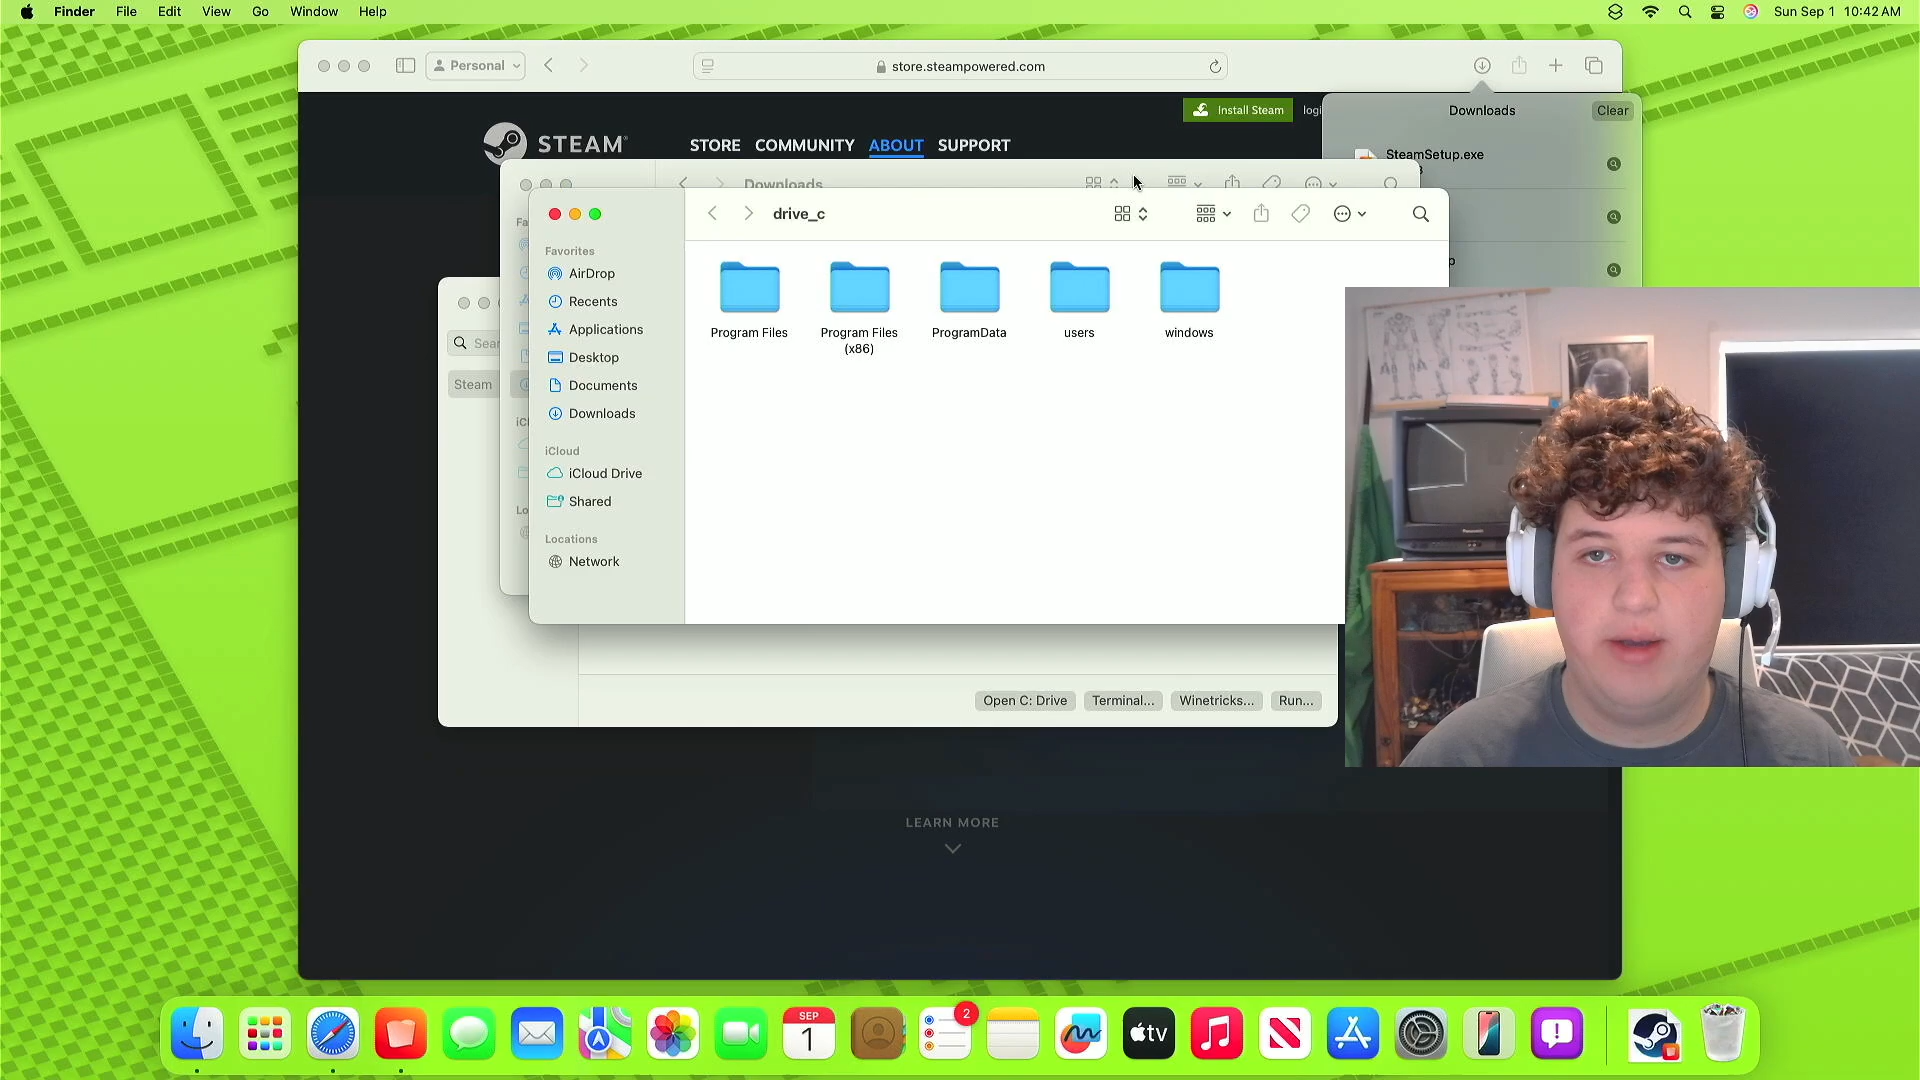 Finder File Edit View Go Window Help
Sun Sep 1 10:42 AM
Personal
store.steampowered.com
Install Steam
Downloads
Clear
STEAM
STORE COMMUNITY ABOUT SUPPORT
SteamSetup.exe
Downloads
drive_c
Favorites
AirDrop
Recents
Applications
Desktop
Documents
Downloads
iCloud
iCloud Drive
Shared
Locations
Network
Program Files
Program Files
(x86)
ProgramData
users
windows
Steam
Open C: Drive
Terminal...
Winetricks...
Run...
LEARN MORE
SEP
1
2
tv